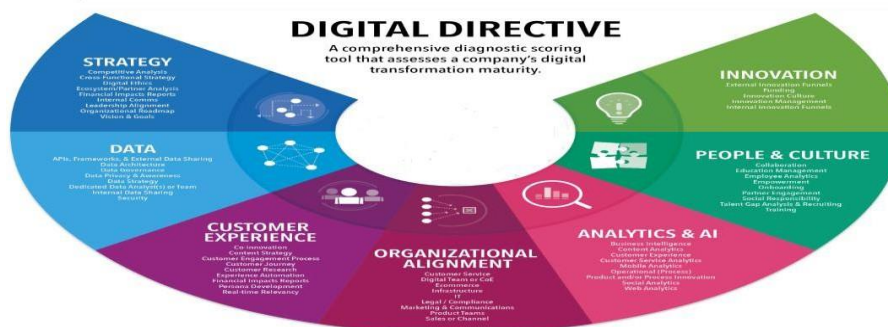 DIGITAL DIRECTIVE
A comprehensive diagnostic scoring
tool that assesses a company's digital
transformation maturity.
STRATEGY
Competitive Analysis
Cross Functional Strategy
Digital Ethics
Ecosystem/Partner Analysis
Financial Impacts Reports
Internal Comms
Leadership Alignment
Organizational Roadmap
Vision & Goals
DATA
APIs, Frameworks, & External Data Sharing
Data Architecture
Data Governance
Data Privacy & Awareness
Data Strategy
Dedicated Data Analyst(s) or Team
Internal Data Sharing
Security
CUSTOMER
EXPERIENCE
Co-innovation
Content Strategy
Customer Engagement Process
Customer Journey
Customer Research
Experience Automation
Financial Impacts Reports
Persona Development
Real-time Relevancy
ORGANIZATIONAL
ALIGNMENT
Customer Service
Digital Team or CoE
Ecommerce
Infrastructure
IT
Legal / Compliance
Marketing & Communications
Product Teams
Sales or Channel
ANALYTICS & AI
Business Intelligence
Content Analytics
Customer Experience
Customer Service Analytics
Mobile Analytics
Operational (Process)
Product and/or Process Innovation
Social Analytics
Web Analytics
PEOPLE & CULTURE
Collaboration
Education Management
Employee Analytics
Empowerment
Onboarding
Partner Engagement
Social Responsibility
Talent Gap Analysis & Recruiting
Training
INNOVATION
External Innovation Funnels
Funding
Innovation Culture
Innovation Management
Internal Innovation Funnels